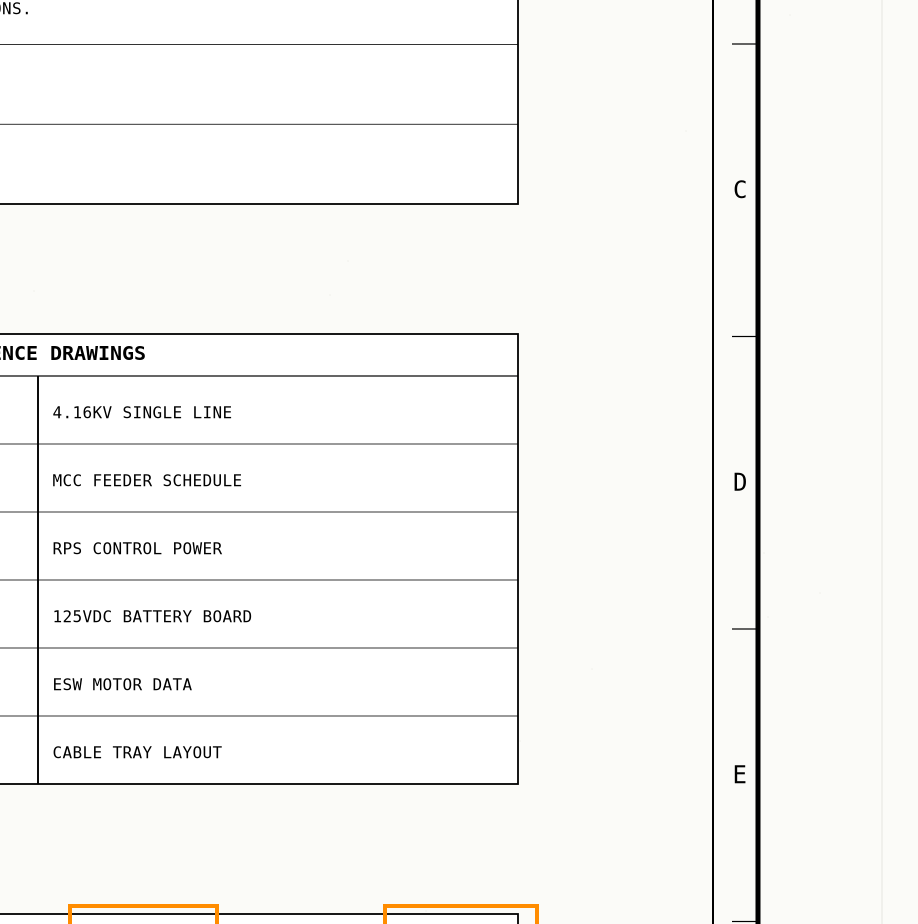 ONS.
C
ENCE DRAWINGS
4.16KV SINGLE LINE
MCC FEEDER SCHEDULE
D
RPS CONTROL POWER
125VDC BATTERY BOARD
ESW MOTOR DATA
CABLE TRAY LAYOUT
E